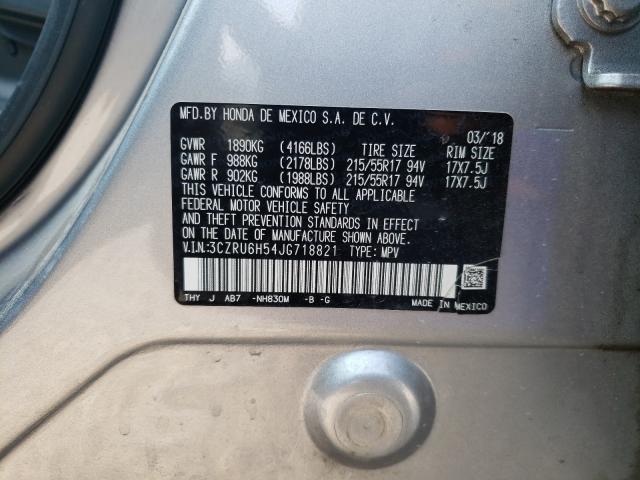 MFD.BY HONDA DE MEXICO S.A. DE C.V.
03/'18
GVWR 1890KG (4166LBS) TIRE SIZE RIM SIZE
GAWR F 988KG (2178LBS) 215/55R17 94V 17X7.5J
GAWR R 902KG (1988LBS) 215/55R17 94V 17X7.5J
THIS VEHICLE CONFORMS TO ALL APPLICABLE
FEDERAL MOTOR VEHICLE SAFETY
AND THEFT PREVENTION STANDARDS IN EFFECT
ON THE DATE OF MANUFACTURE SHOWN ABOVE.
V.I.N:3CZRU6H54JG718821 TYPE: MPV
THY J AB7 -NH830M -B -G MADE IN MEXICO